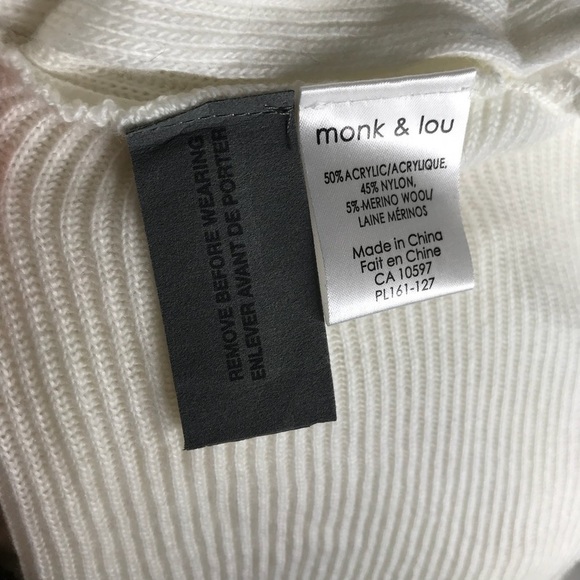 REMOVE BEFORE WEARING
ENLEVER AVANT DE PORTER
monk & lou
50% ACRYLIC/ACRYLIQUE,
45% NYLON,
5% MERINO WOOL/
LAINE MÉRINOS
Made in China
Fait en Chine
CA 10597
PL161-127